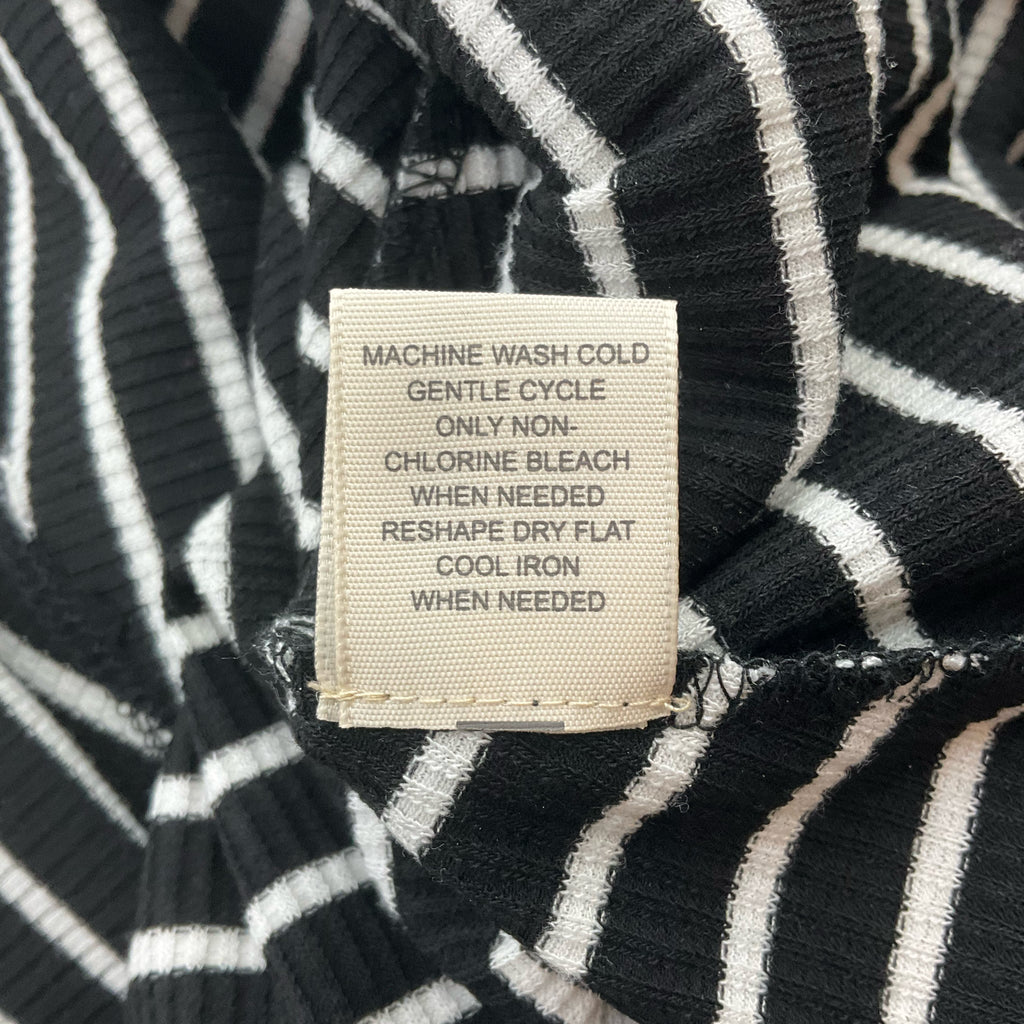 MACHINE WASH COLD
GENTLE CYCLE
ONLY NON-
CHLORINE BLEACH
WHEN NEEDED
RESHAPE DRY FLAT
COOL IRON
WHEN NEEDED